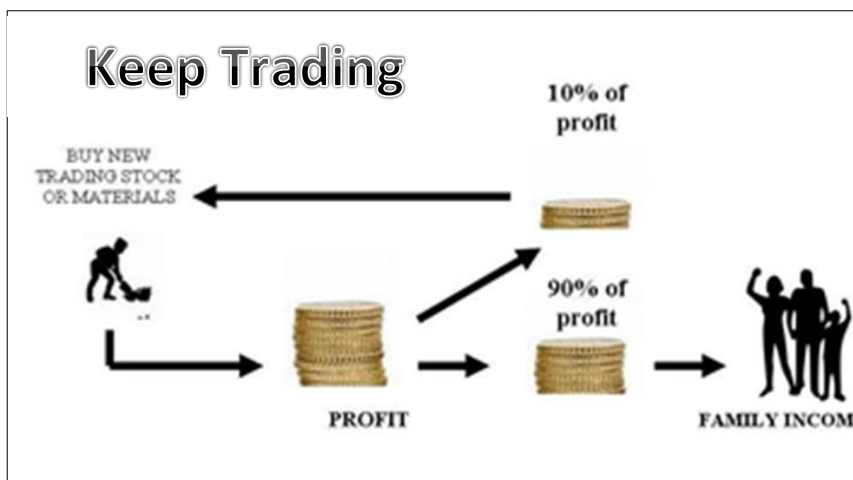 Keep Trading
10% of
profit
BUY NEW
TRADING STOCK
OR MATERIALS
90% of
profit
PROFIT
FAMILY INCOM